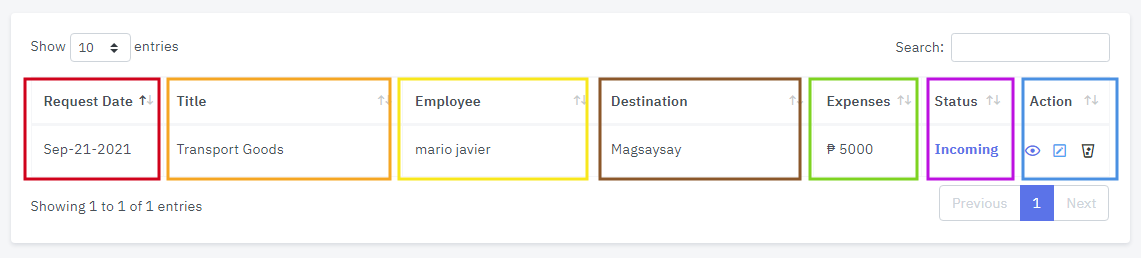 Show 10 entries Search:
Request Date Title Employee Destination Expenses Status Action
Sep-21-2021 Transport Goods mario javier Magsaysay ₱ 5000 Incoming
Showing 1 to 1 of 1 entries Previous 1 Next